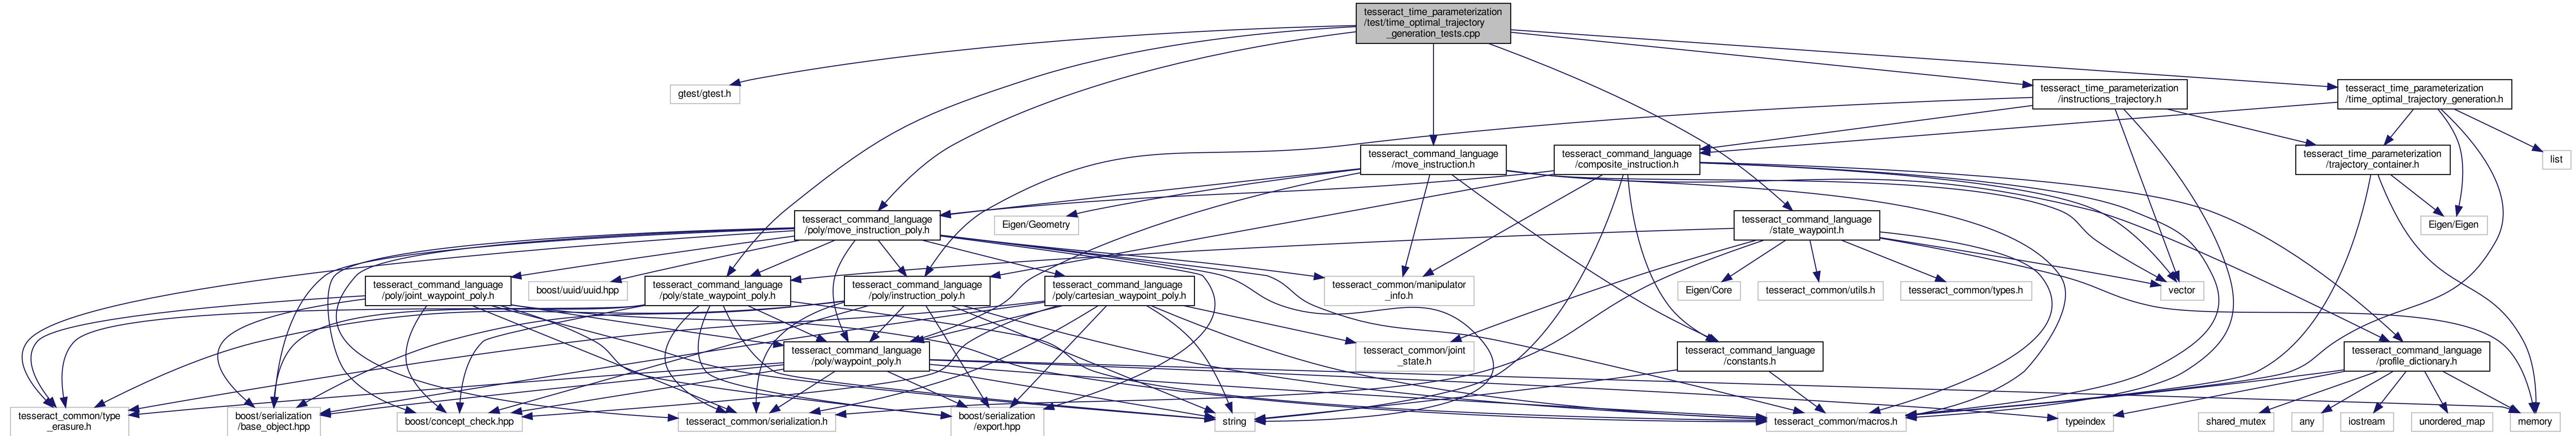 tesseract_time_parameterization
/test/time_optimal_trajectory
_generation_tests.cpp
gtest/gtest.h
tesseract_time_parameterization
/instructions_trajectory.h
tesseract_time_parameterization
/time_optimal_trajectory_generation.h
tesseract_command_language
/move_instruction.h
tesseract_command_language
/composite_instruction.h
tesseract_time_parameterization
/trajectory_container.h
list
tesseract_command_language
/poly/move_instruction_poly.h
Eigen/Geometry
tesseract_command_language
/state_waypoint.h
Eigen/Eigen
tesseract_command_language
/poly/joint_waypoint_poly.h
boost/uuid/uuid.hpp
tesseract_command_language
/poly/state_waypoint_poly.h
tesseract_command_language
/poly/instruction_poly.h
tesseract_command_language
/poly/cartesian_waypoint_poly.h
tesseract_common/manipulator
_info.h
Eigen/Core
tesseract_common/utils.h
tesseract_common/types.h
vector
tesseract_command_language
/poly/waypoint_poly.h
tesseract_common/joint
_state.h
tesseract_command_language
/constants.h
tesseract_command_language
/profile_dictionary.h
tesseract_common/type
_erasure.h
boost/serialization
/base_object.hpp
boost/concept_check.hpp
tesseract_common/serialization.h
boost/serialization
/export.hpp
string
tesseract_common/macros.h
typeindex
shared_mutex
any
iostream
unordered_map
memory